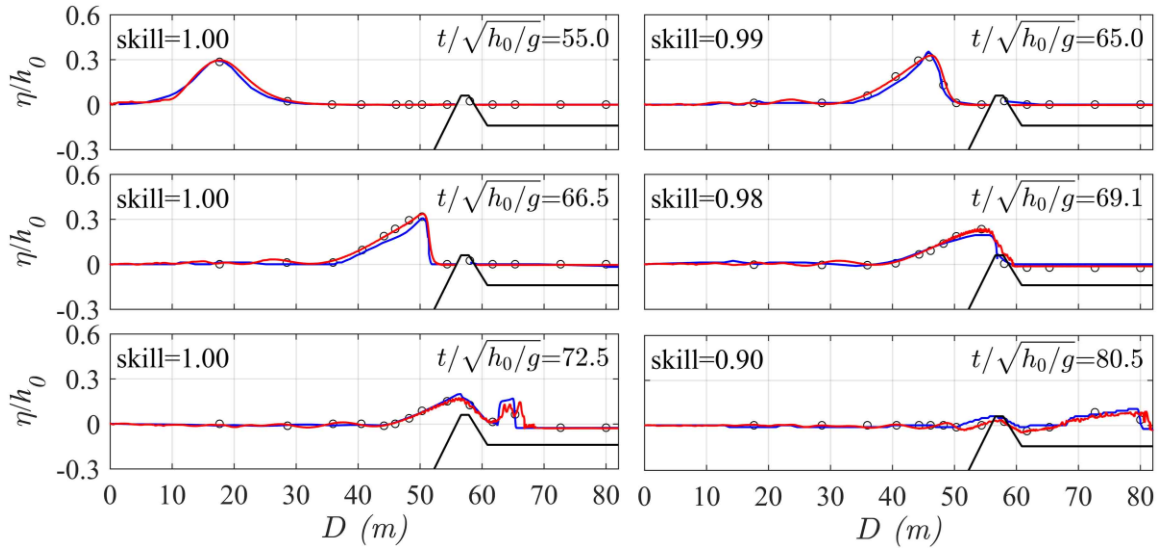 0.6
0.3
0
-0.3
η/h₀
skill=1.00
t/√h₀/g=55.0
skill=0.99
t/√h₀/g=65.0
0.6
0.3
0
-0.3
η/h₀
skill=1.00
t/√h₀/g=66.5
skill=0.98
t/√h₀/g=69.1
0.6
0.3
0
-0.3
η/h₀
skill=1.00
t/√h₀/g=72.5
skill=0.90
t/√h₀/g=80.5
0 10 20 30 40 50 60 70 80
D (m)
10 20 30 40 50 60 70 80
D (m)